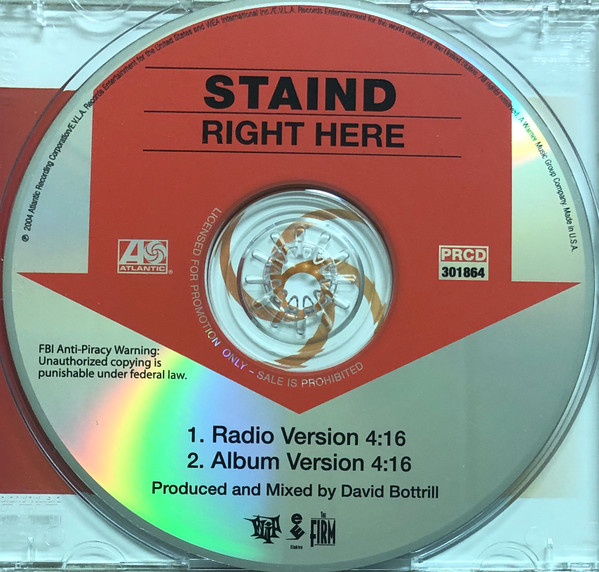 ℗ 2004 Atlantic Recording Corporation/E.V.L.A. Records Entertainment for the United States and WEA International Inc./E.V.L.A. Records Entertainment for the world outside of the United States. All rights reserved. A Warner Music Group Company. Made in U.S.A.
STAIND
RIGHT HERE
ATLANTIC
PRCD
301864
LICENSED FOR PROMOTION ONLY – SALE IS PROHIBITED
FBI Anti-Piracy Warning:
Unauthorized copying is
punishable under federal law.
1. Radio Version 4:16
2. Album Version 4:16
Produced and Mixed by David Bottrill
FLIP
THE
FIRM